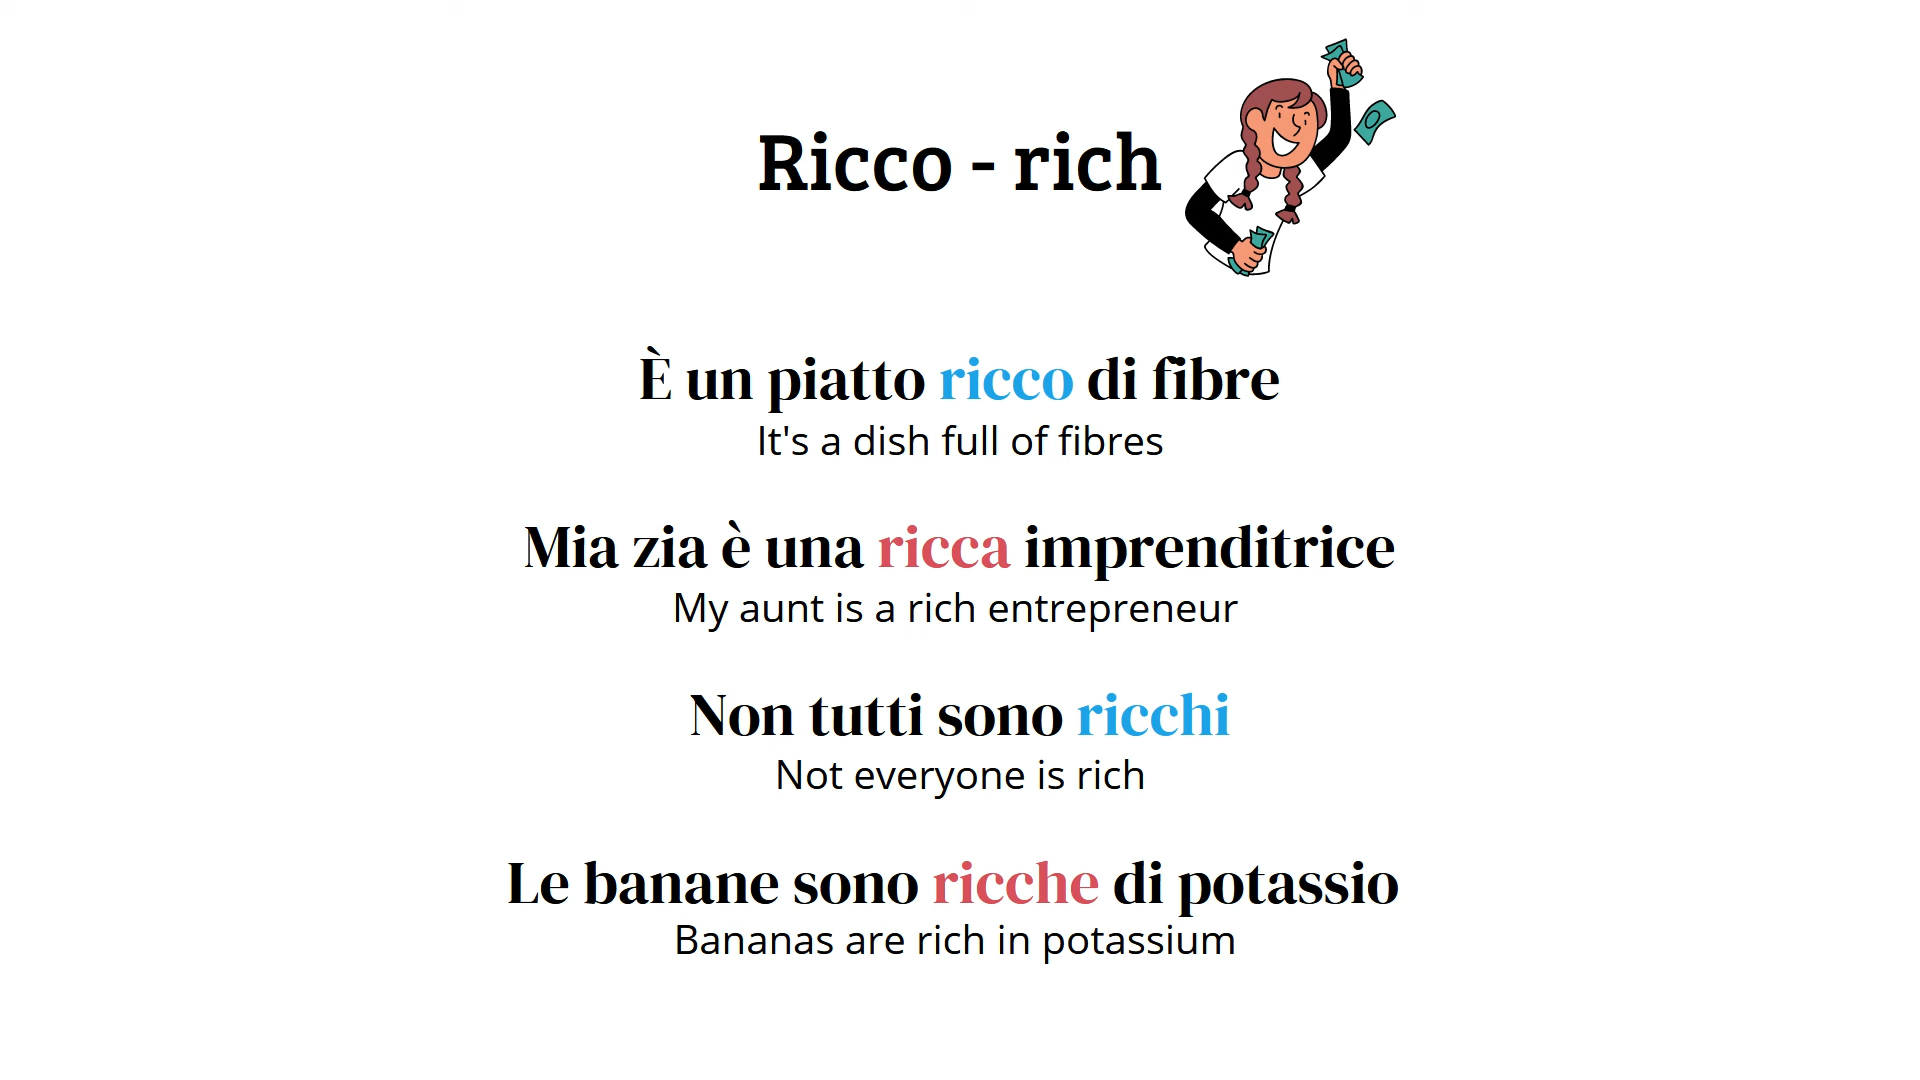 Ricco - rich
È un piatto ricco di fibre
It's a dish full of fibres
Mia zia è una ricca imprenditrice
My aunt is a rich entrepreneur
Non tutti sono ricchi
Not everyone is rich
Le banane sono ricche di potassio
Bananas are rich in potassium